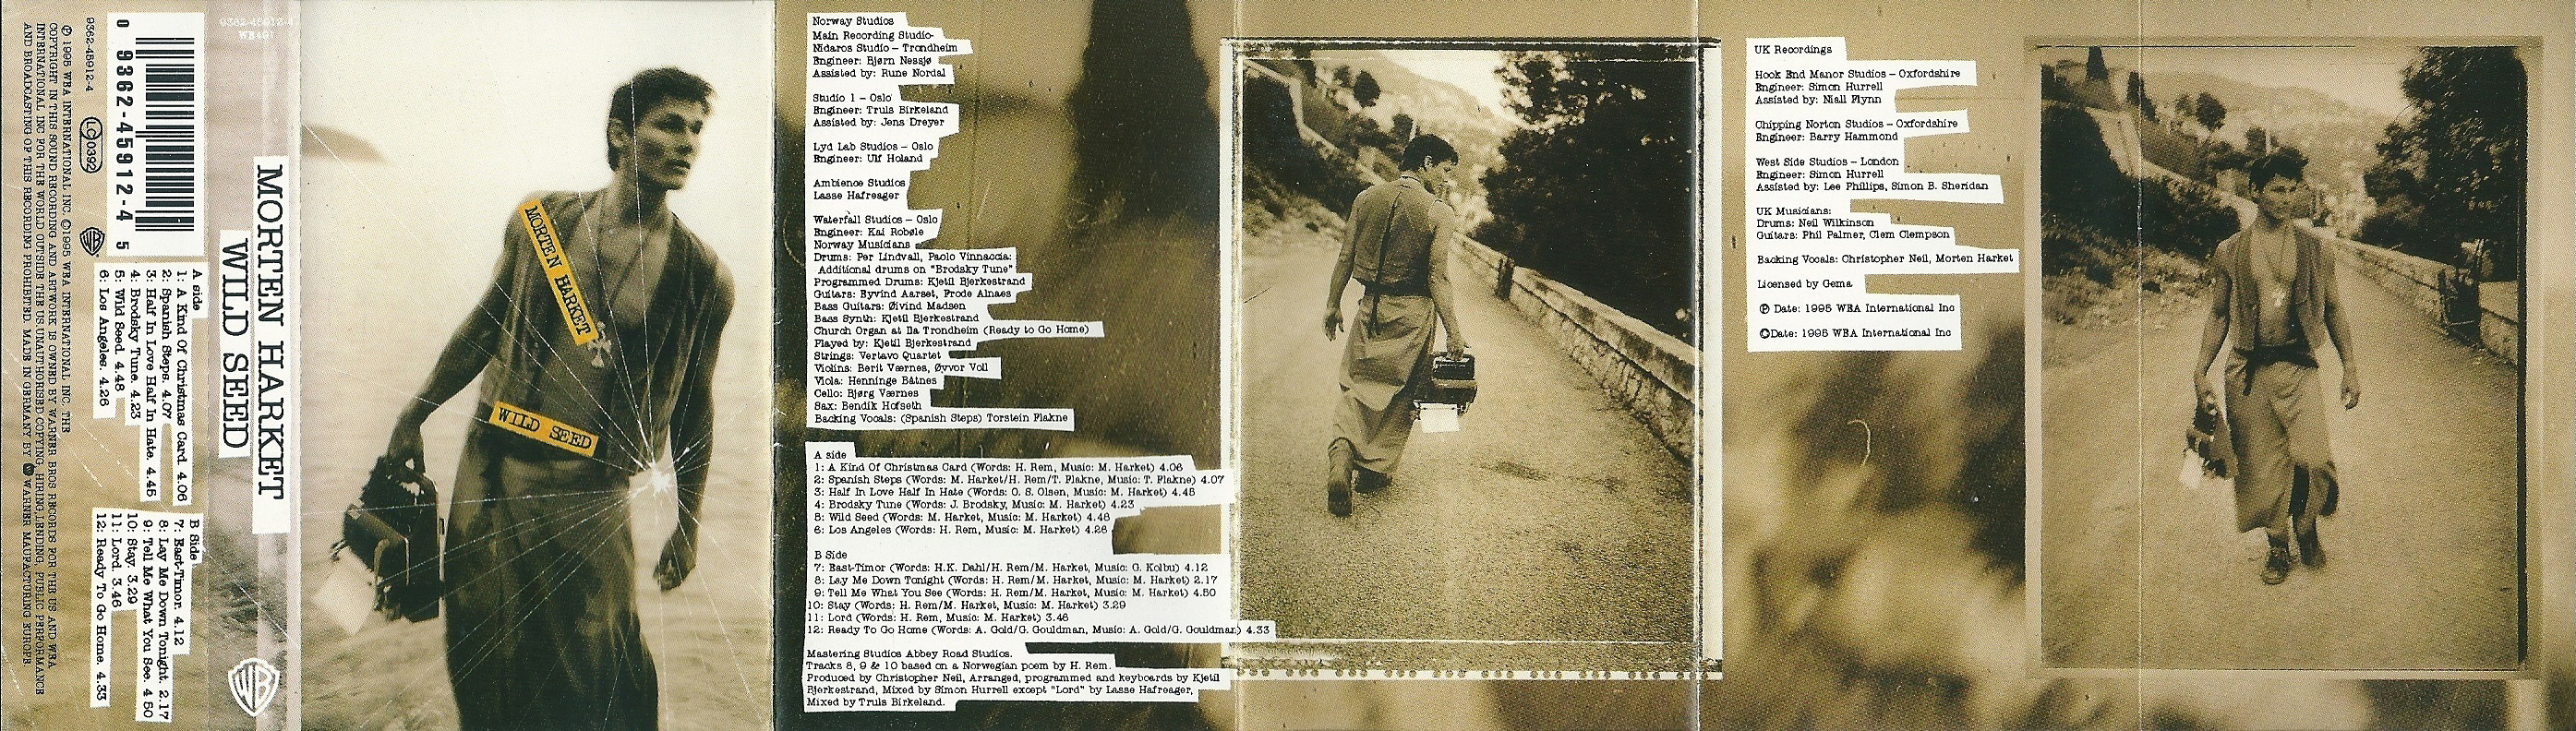 9362-45912-4
WE491
MORTEN HARKET
WILD SEED
A side
1: A Kind Of Christmas Card. 4.06
2: Spanish Steps. 4.07
3: Half In Love Half In Hate. 4.45
4: Brodsky Tune. 4.23
5: Wild Seed. 4.48
6: Los Angeles. 4.26
B Side
7: East-Timor. 4.12
8: Lay Me Down Tonight. 2.17
9: Tell Me What You See. 4 50
10: Stay. 3.29
11: Lord. 3.46
12: Ready To Go Home. 4.33
0 9362-45912-4 5
9362-45912-4
LC 0392
℗ 1995 WEA INTERNATIONAL INC. ©1995 WEA INTERNATIONAL INC. THE
COPYRIGHT IN THIS SOUND RECORDING AND ARTWORK IS OWNED BY WARNER BROS RECORDS FOR THE US AND WEA
INTERNATIONAL INC FOR THE WORLD OUTSIDE THE US.UNAUTHORISED COPYING, HIRING,LENDING, PUBLIC PERFORMANCE
AND BROADCASTING OF THIS RECORDING PROHIBITED. MADE IN GERMANY BY WARNER MAUFACTURING EUROPE.
MORTEN HARKET
WILD SEED
Norway Studios
Main Recording Studio-
Nidaros Studio – Trondheim
Engineer: Bjørn Nessjø
Assisted by: Rune Nordal
Studio 1 – Oslo
Engineer: Truls Birkeland
Assisted by: Jens Dreyer
Lyd Lab Studios – Oslo
Engineer: Ulf Holand
Ambience Studios
Lasse Hafreager
Waterfall Studios – Oslo
Engineer: Kai Robøle
Norway Musicians
Drums: Per Lindvall, Paolo Vinnaccia:
Additional drums on "Brodsky Tune"
Programmed Drums: Kjetil Bjerkestrand
Guitars: Eyvind Aarset, Frode Alnaes
Bass Guitars: Øivind Madsen
Bass Synth: Kjetil Bjerkestrand
Church Organ at Ila Trondheim (Ready to Go Home)
Played by: Kjetil Bjerkestrand
Strings: Vertavo Quartet
Violins: Berit Værnes, Øyvor Voll
Viola: Henninge Båtnes
Cello: Bjørg Værnes
Sax: Bendik Hofseth
Backing Vocals: (Spanish Steps) Torstein Flakne
A side
1: A Kind Of Christmas Card (Words: H. Rem, Music: M. Harket) 4.06
2: Spanish Steps (Words: M. Harket/H. Rem/T. Flakne, Music: T. Flakne) 4.07
3: Half In Love Half In Hate (Words: O. S. Olsen, Music: M. Harket) 4.45
4: Brodsky Tune (Words: J. Brodsky, Music: M. Harket) 4.23
5: Wild Seed (Words: M. Harket, Music: M. Harket) 4.48
6: Los Angeles (Words: H. Rem, Music: M. Harket) 4.26
B Side
7: East-Timor (Words: H.K. Dahl/H. Rem/M. Harket, Music: G. Kolbu) 4.12
8: Lay Me Down Tonight (Words: H. Rem/M. Harket, Music: M. Harket) 2.17
9: Tell Me What You See (Words: H. Rem/M. Harket, Music: M. Harket) 4.50
10: Stay (Words: H. Rem/M. Harket, Music: M. Harket) 3.29
11: Lord (Words: H. Rem, Music: M. Harket) 3.46
12: Ready To Go Home (Words: A. Gold/G. Gouldman, Music: A. Gold/G. Gouldman) 4.33
Mastering Studios Abbey Road Studios.
Tracks 8, 9 & 10 based on a Norwegian poem by H. Rem.
Produced by Christopher Neil, Arranged, programmed and keyboards by Kjetil
Bjerkestrand, Mixed by Simon Hurrell except "Lord" by Lasse Hafreager,
Mixed by Truls Birkeland.
UK Recordings
Hook End Manor Studios – Oxfordshire
Engineer: Simon Hurrell
Assisted by: Niall Flynn
Chipping Norton Studios – Oxfordshire
Engineer: Barry Hammond
West Side Studios – London
Engineer: Simon Hurrell
Assisted by: Lee Phillips, Simon B. Sheridan
UK Musicians:
Drums: Neil Wilkinson
Guitars: Phil Palmer, Clem Clempson
Backing Vocals: Christopher Neil, Morten Harket
Licensed by Gema
℗ Date: 1995 WEA International Inc
©Date: 1995 WEA International Inc